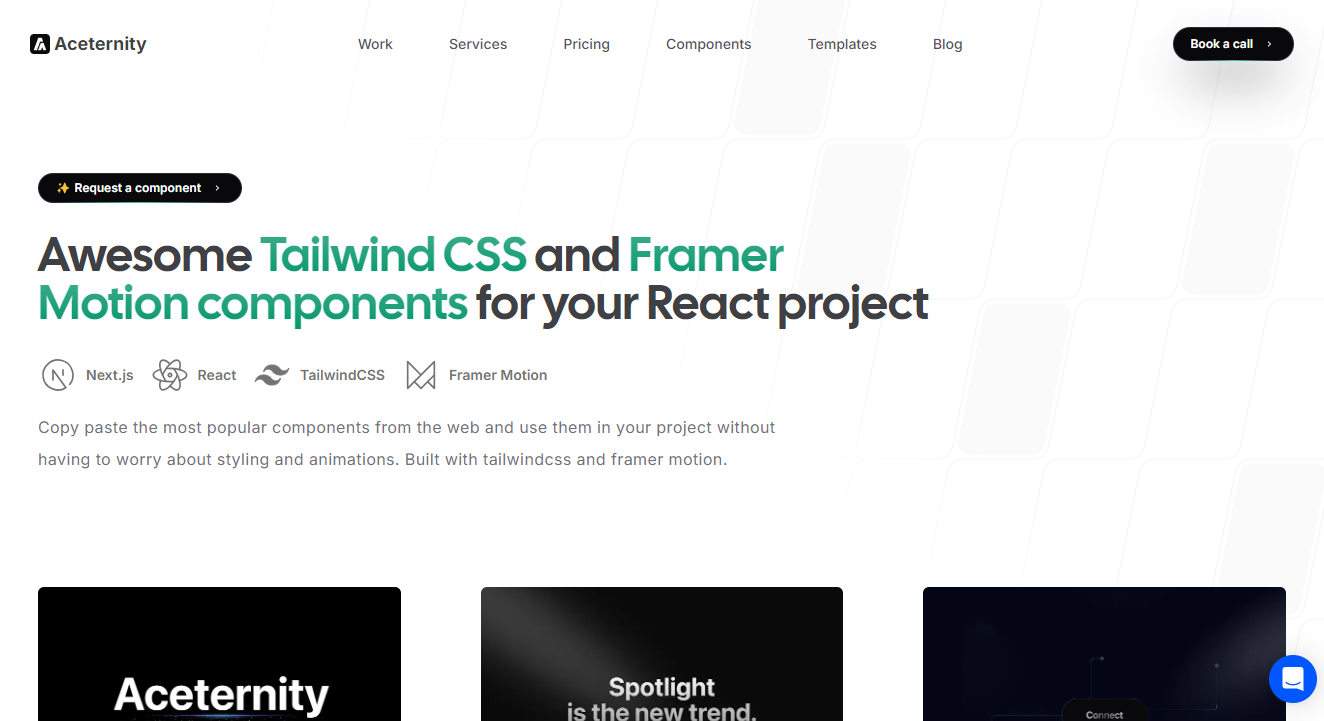 Aceternity
Work Services Pricing Components Templates Blog
Book a call
✨ Request a component
Awesome Tailwind CSS and Framer
Motion components for your React project
Next.js React TailwindCSS Framer Motion
Copy paste the most popular components from the web and use them in your project without
having to worry about styling and animations. Built with tailwindcss and framer motion.
Aceternity
Spotlight
is the new trend.
Connect